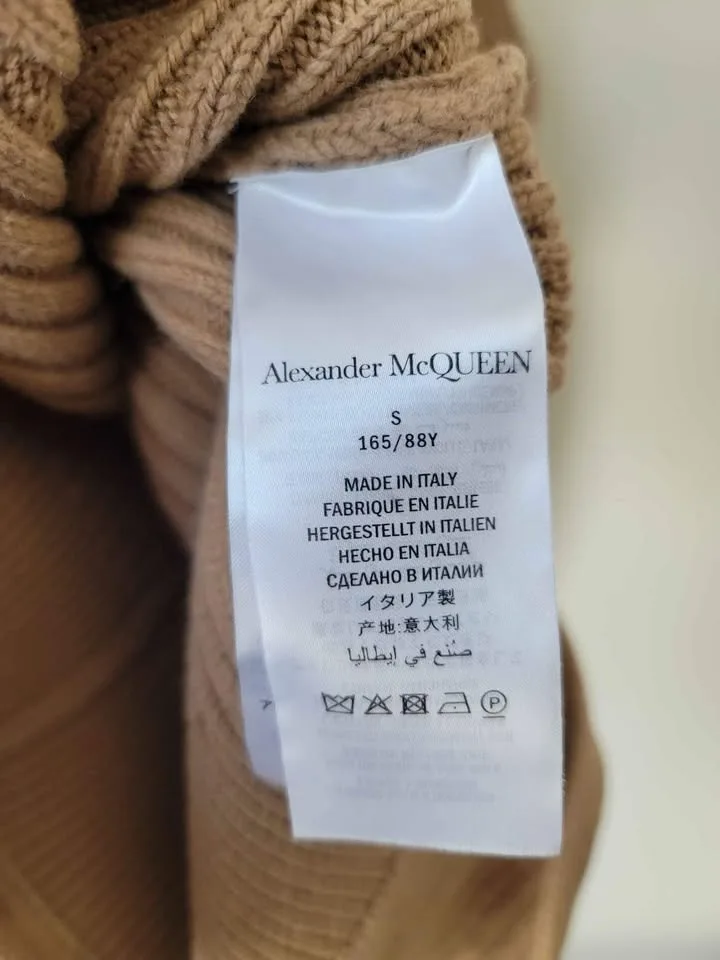 Alexander McQUEEN
S
165/88Y
MADE IN ITALY
FABRIQUE EN ITALIE
HERGESTELLT IN ITALIEN
HECHO EN ITALIA
СДЕЛАНО В ИТАЛИИ
イタリア製
产地:意大利
صُنع في إيطاليا
P